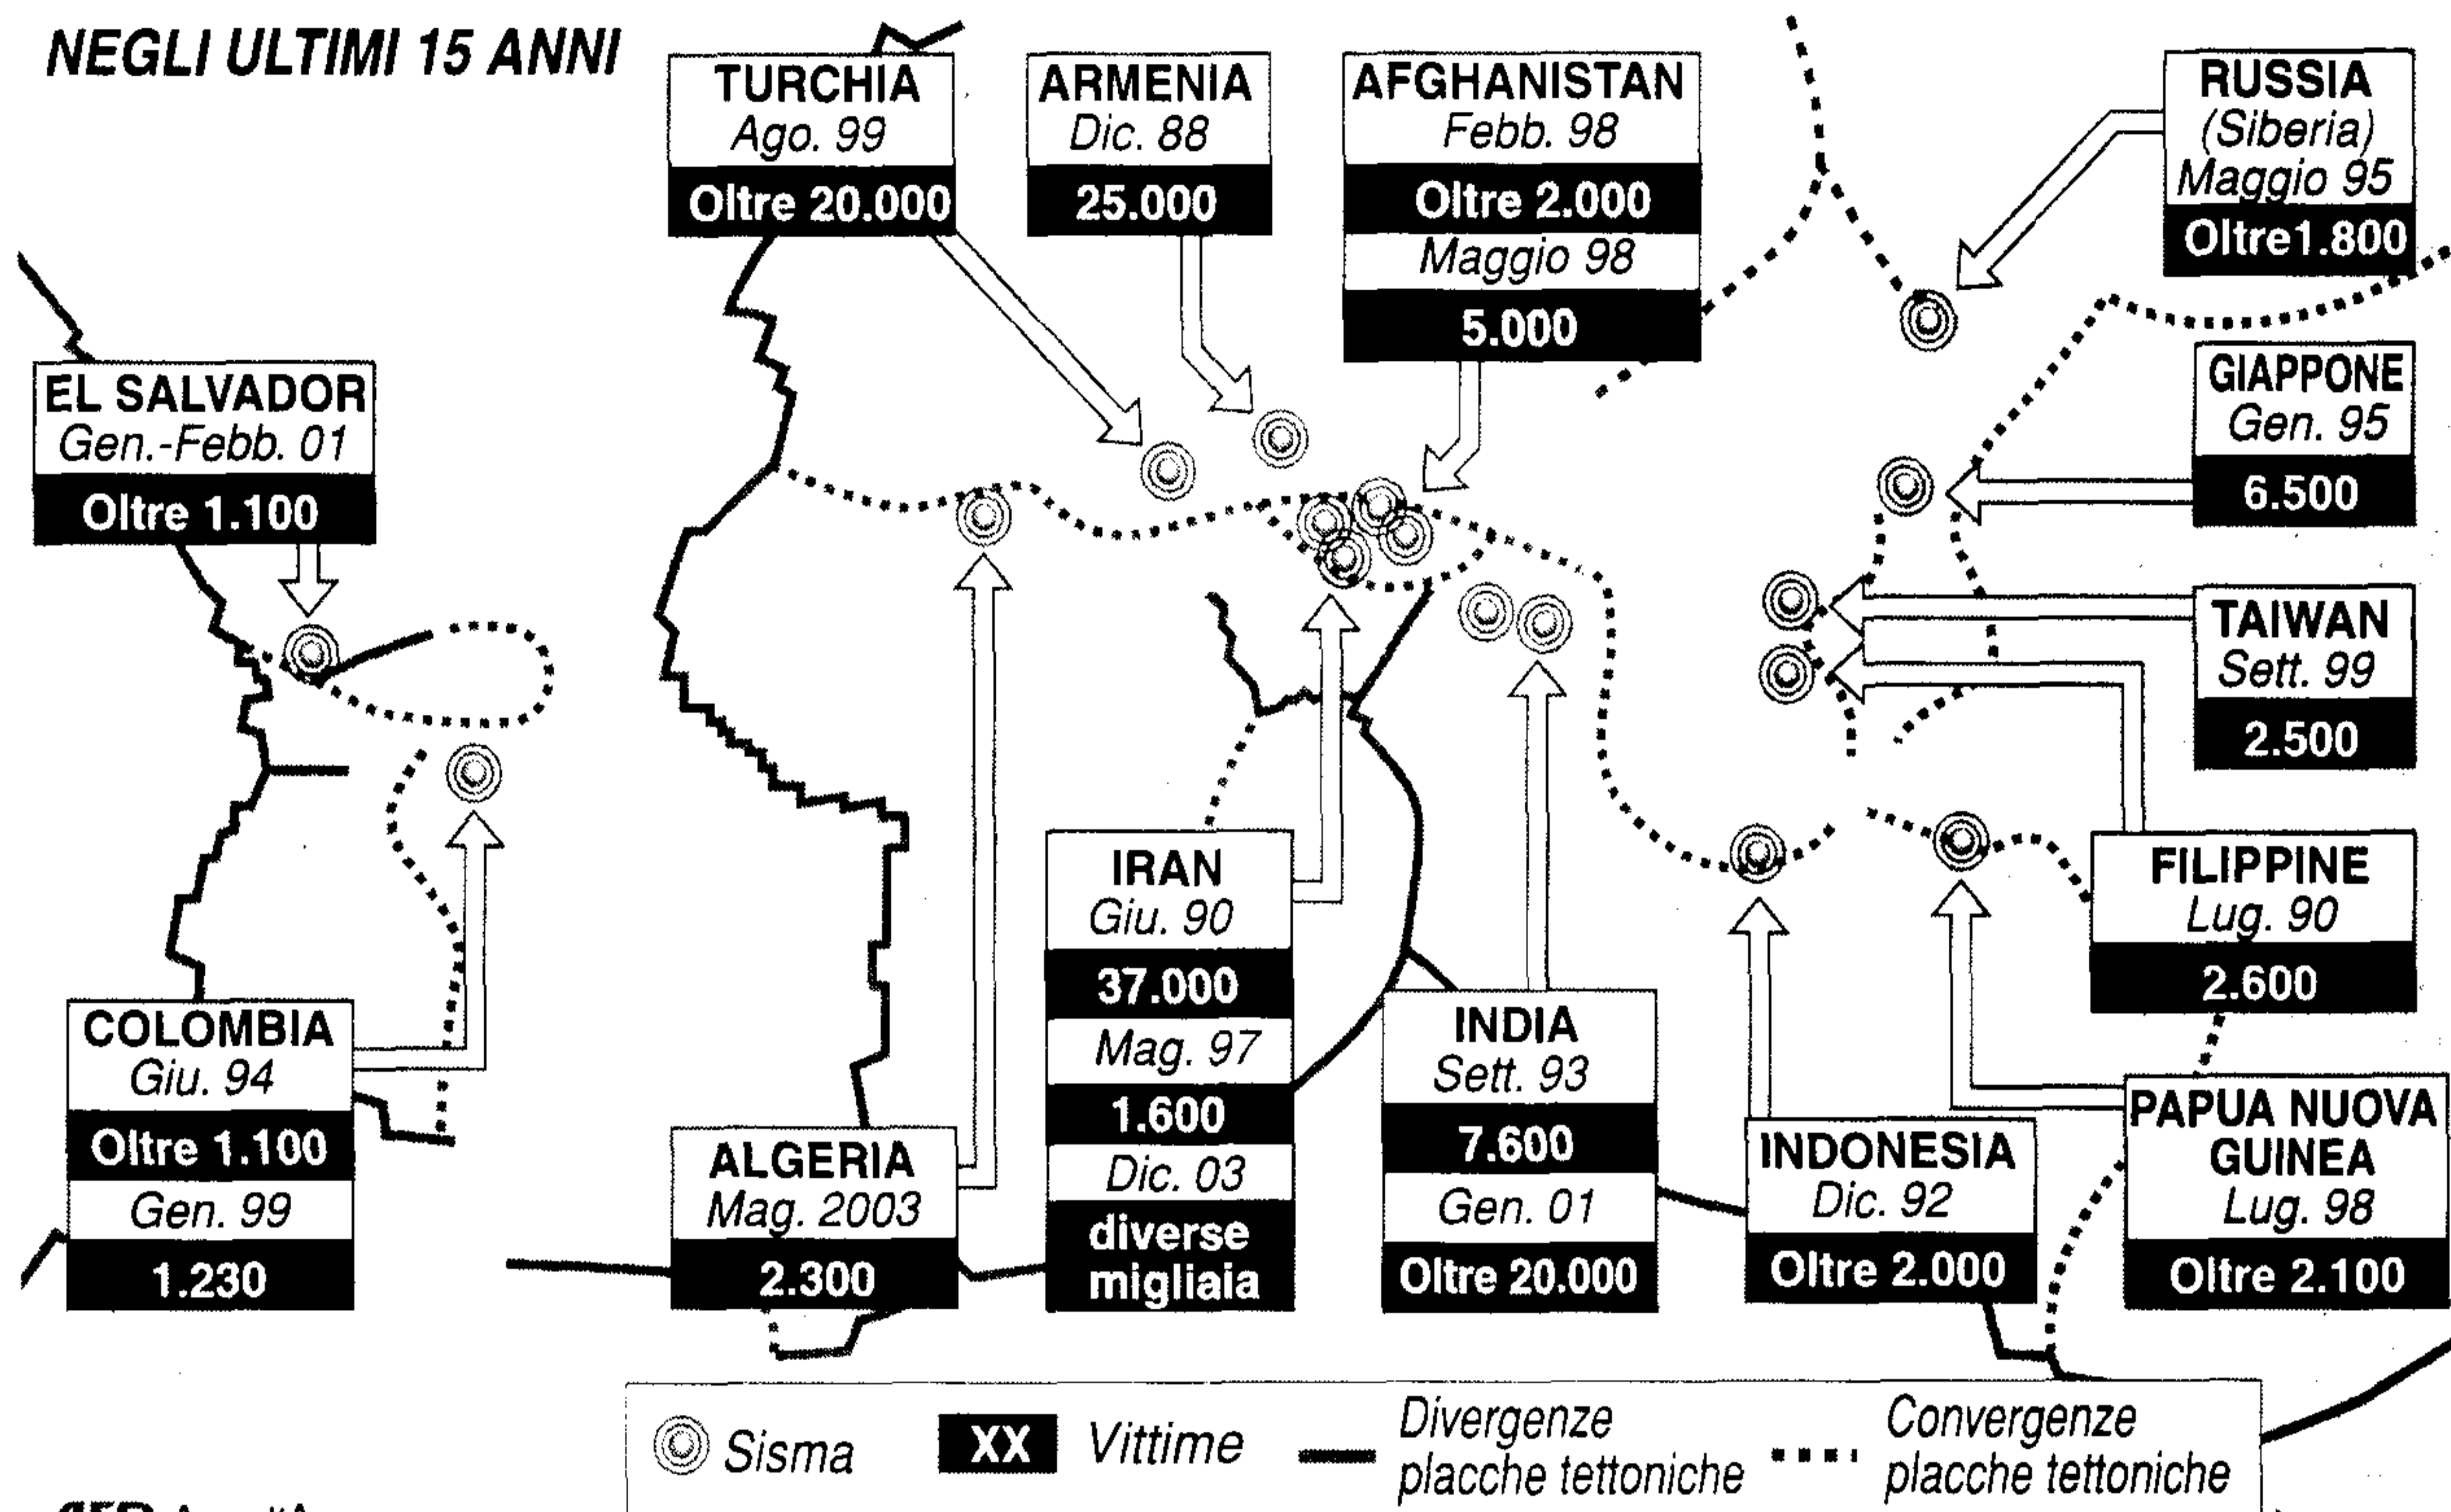 NEGLI ULTIMI 15 ANNI
TURCHIA
Ago. 99
Oltre 20.000
ARMENIA
Dic. 88
25.000
AFGHANISTAN
Febb. 98
Oltre 2.000
Maggio 98
5.000
RUSSIA
(Siberia)
Maggio 95
Oltre1.800
EL SALVADOR
Gen.-Febb. 01
Oltre 1.100
GIAPPONE
Gen. 95
6.500
TAIWAN
Sett. 99
2.500
FILIPPINE
Lug. 90
2.600
COLOMBIA
Giu. 94
Oltre 1.100
Gen. 99
1.230
ALGERIA
Mag. 2003
2.300
IRAN
Giu. 90
37.000
Mag. 97
1.600
Dic. 03
diverse
migliaia
INDIA
Sett. 93
7.600
Gen. 01
Oltre 20.000
INDONESIA
Dic. 92
Oltre 2.000
PAPUA NUOVA
GUINEA
Lug. 98
Oltre 2.100
Sisma
XX Vittime
Divergenze
placche tettoniche
Convergenze
placche tettoniche